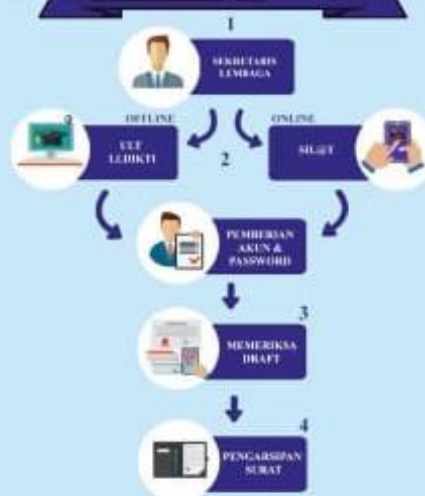 1
SEKRETARIS
LEMBAGA
OFFLINE
ONLINE
ULT
LLDIKTI
2
SIL@T
PEMBERIAN
AKUN &
PASSWORD
3
MEMERIKSA
DRAFT
4
PENGARSIPAN
SURAT